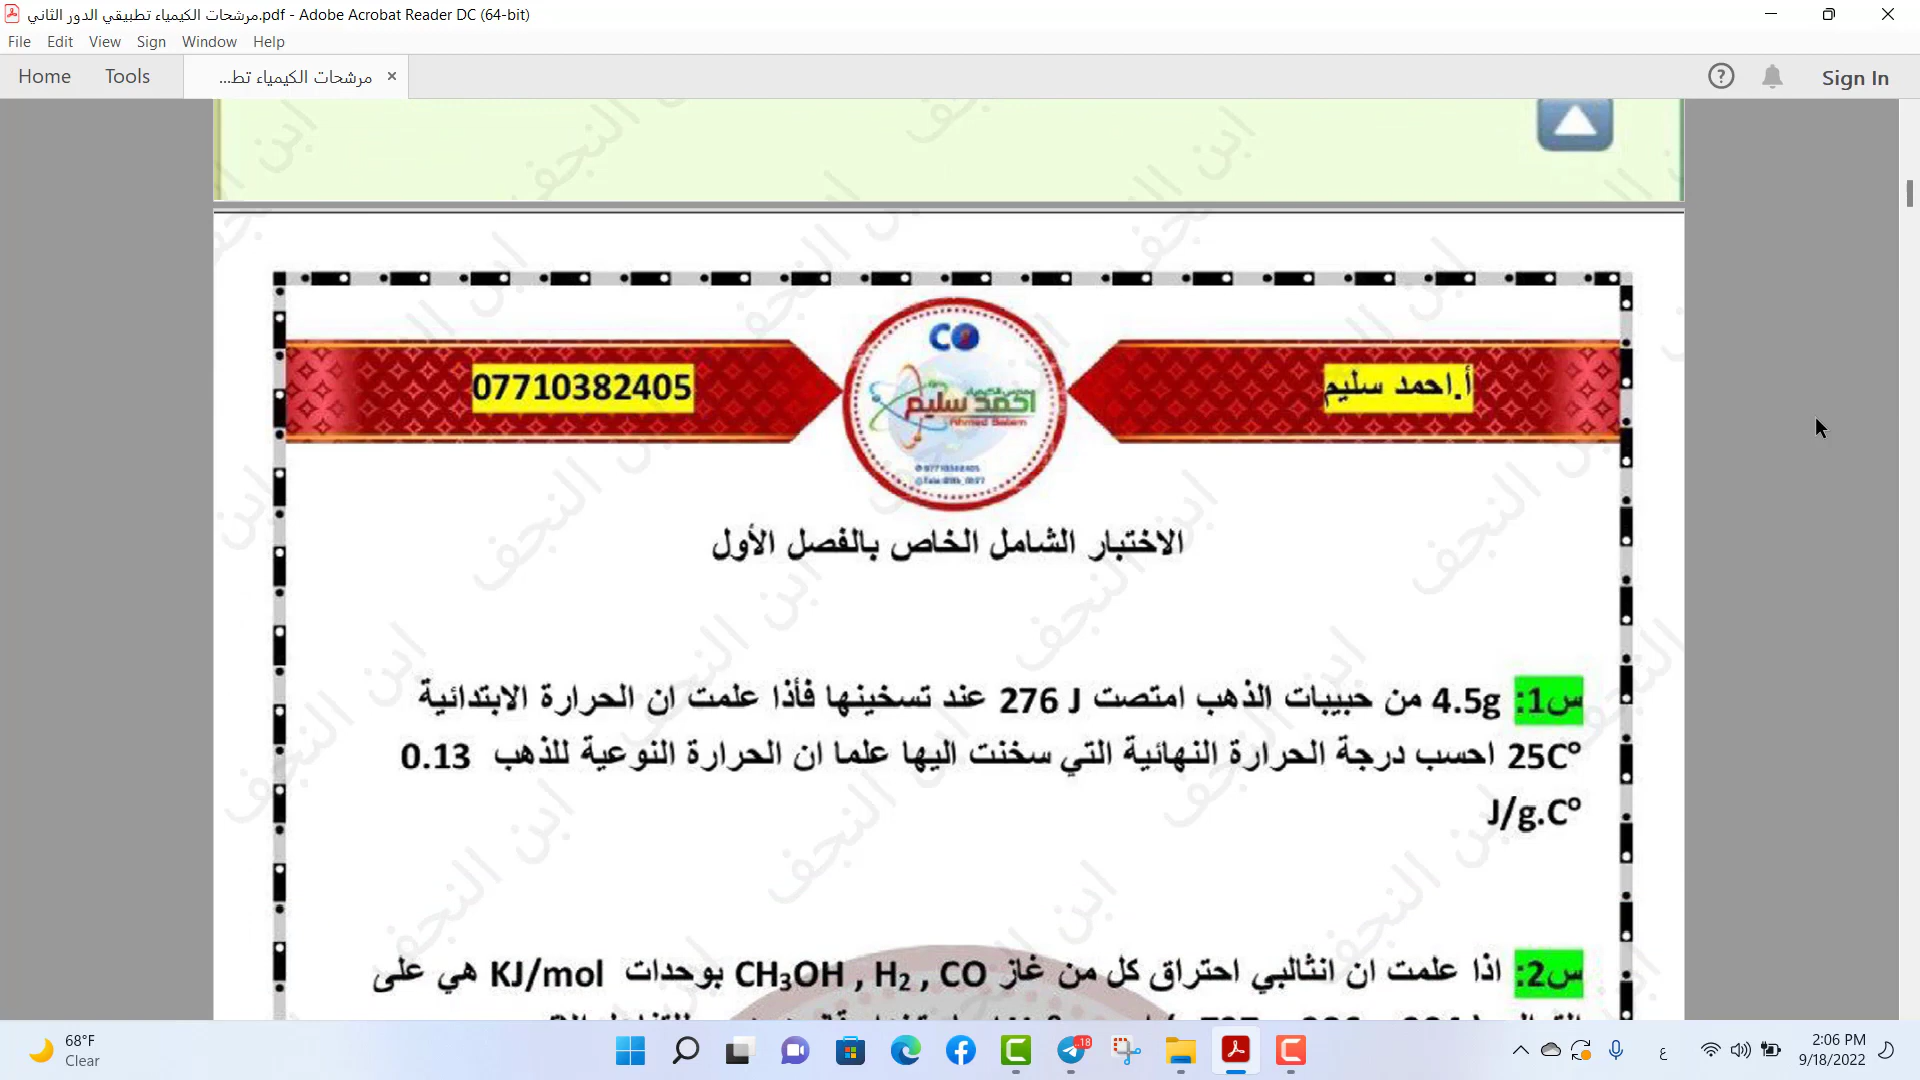 مرشحات الكيمياء تطبيقي الدور الثاني.pdf - Adobe Acrobat Reader DC (64-bit)
File Edit View Sign Window Help
Home Tools مرشحات الكيمياء تط... × ? Sign In
CO
07710382405
أ.احمد سليم
احمد سليم
Ahmed Salem
07710382405
الاختبار الشامل الخاص بالفصل الأول
س1: 4.5g من حبيبات الذهب امتصت 276 J عند تسخينها فأذا علمت ان الحرارة الابتدائية
25C° احسب درجة الحرارة النهائية التي سخنت اليها علما ان الحرارة النوعية للذهب 0.13
J/g.C°
س2: اذا علمت ان انثالبي احتراق كل من غاز CH₃OH , H₂ , CO بوحدات KJ/mol هي على
ابن النجف
68°F
Clear
18
ع
2:06 PM
9/18/2022